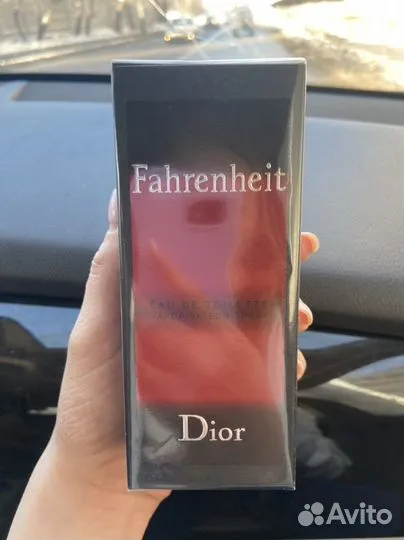 Fahrenheit
EAU DE TOILETTE
Dior
Avito